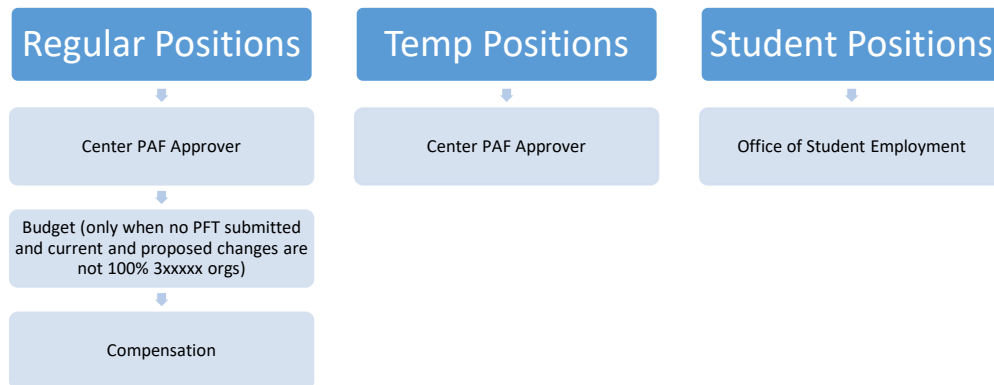 Regular Positions
Temp Positions
Student Positions
Center PAF Approver
Center PAF Approver
Office of Student Employment
Budget (only when no PFT submitted
and current and proposed changes are
not 100% 3xxxxx orgs)
Compensation